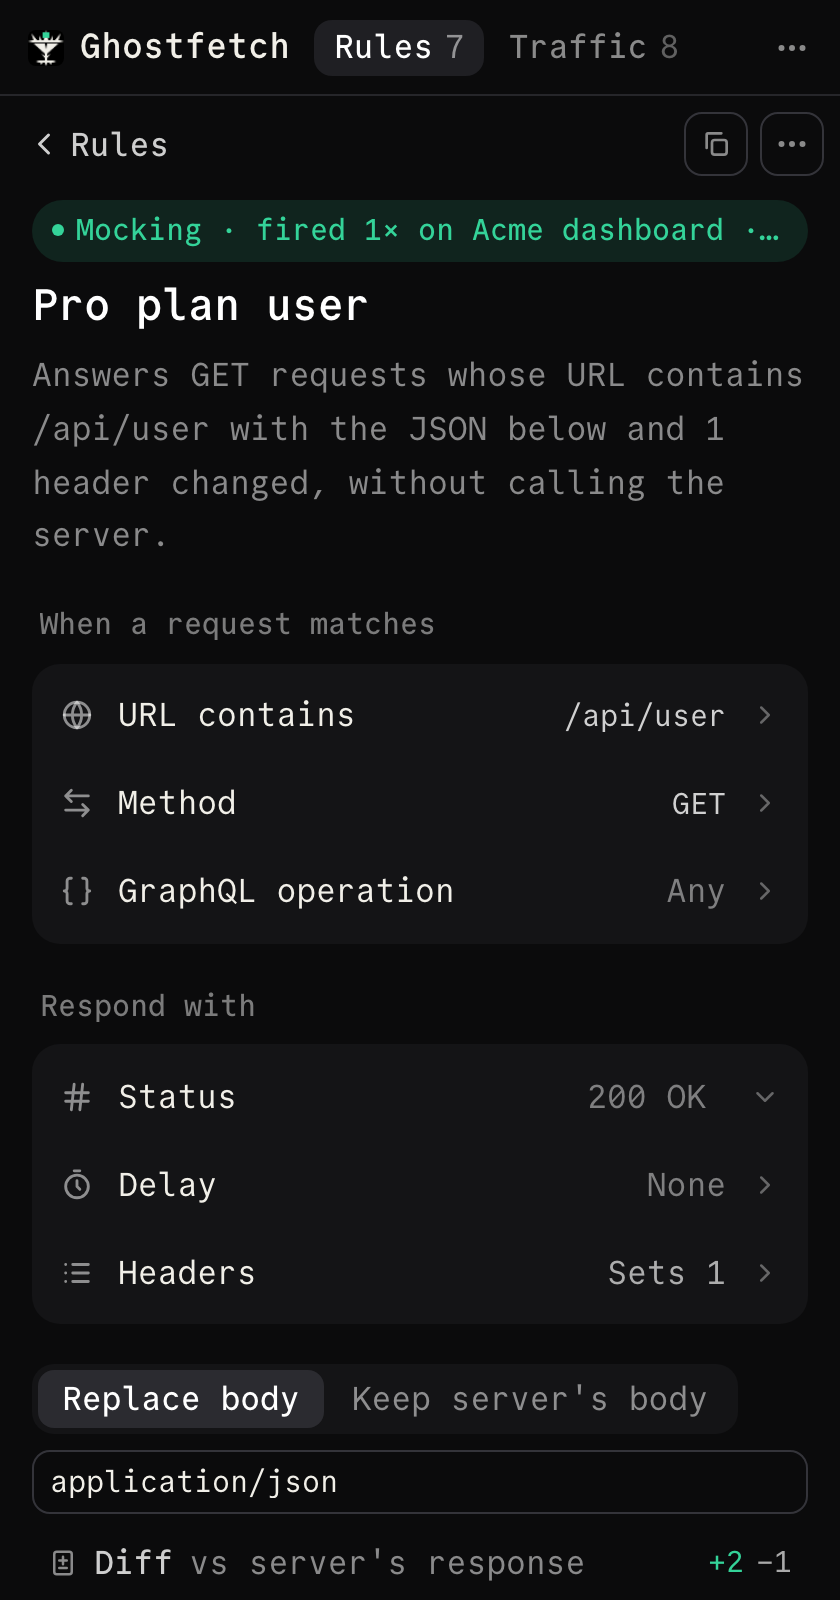 Ghostfetch Rules 7 Traffic 8
Rules
Mocking · fired 1× on Acme dashboard ·…
Pro plan user
Answers GET requests whose URL contains
/api/user with the JSON below and 1
header changed, without calling the
server.
When a request matches
URL contains /api/user
Method GET
GraphQL operation Any
Respond with
Status 200 OK
Delay None
Headers Sets 1
Replace body Keep server's body
application/json
Diff vs server's response +2 −1